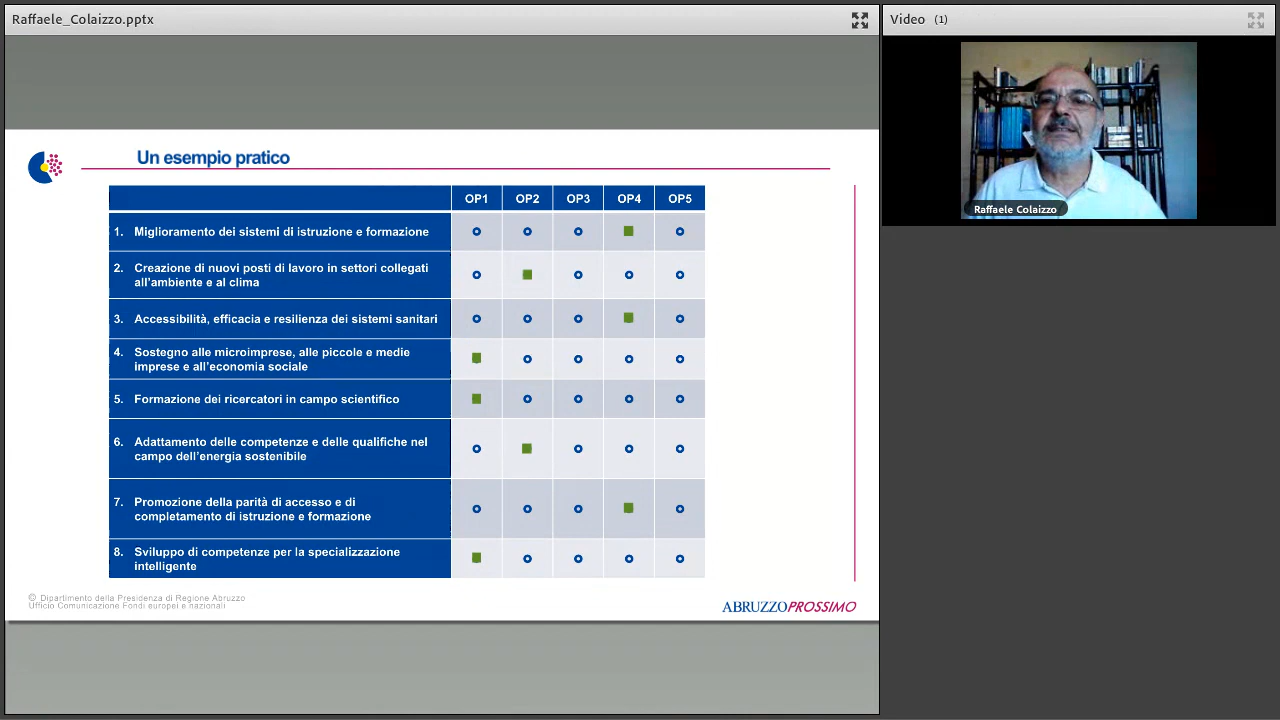 Raffaele_Colaizzo.pptx
Video (1)
Raffaele Colaizzo
Un esempio pratico
OP1 OP2 OP3 OP4 OP5
1. Miglioramento dei sistemi di istruzione e formazione
2. Creazione di nuovi posti di lavoro in settori collegati
all'ambiente e al clima
3. Accessibilità, efficacia e resilienza dei sistemi sanitari
4. Sostegno alle microimprese, alle piccole e medie
imprese e all'economia sociale
5. Formazione dei ricercatori in campo scientifico
6. Adattamento delle competenze e delle qualifiche nel
campo dell'energia sostenibile
7. Promozione della parità di accesso e di
completamento di istruzione e formazione
8. Sviluppo di competenze per la specializzazione
intelligente
© Dipartimento della Presidenza di Regione Abruzzo
Ufficio Comunicazione Fondi europei e nazionali
ABRUZZOPROSSIMO